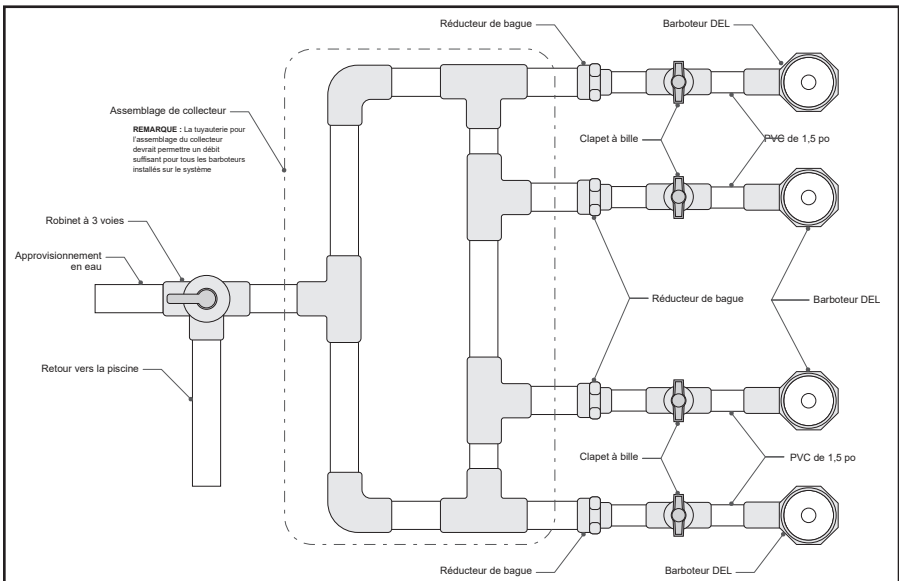 Réducteur de bague
Barboteur DEL
Assemblage de collecteur
REMARQUE : La tuyauterie pour
l'assemblage du collecteur
devrait permettre un débit
suffisant pour tous les barboteurs
installés sur le système
Clapet à bille
PVC de 1,5 po
Robinet à 3 voies
Approvisionnement
en eau
Réducteur de bague
Barboteur DEL
Retour vers la piscine
Clapet à bille
PVC de 1,5 po
Réducteur de bague
Barboteur DEL